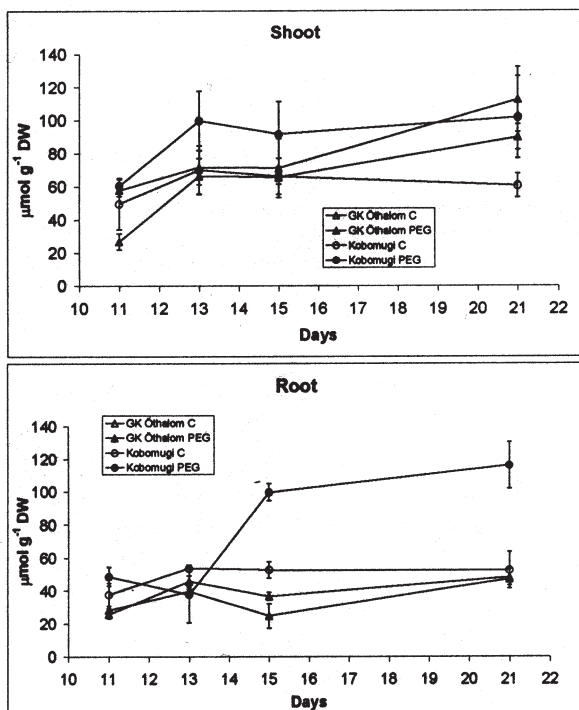 Shoot
140
120
100
80
60
40
20
0
µmol g⁻¹ DW
GK Öthalom C
GK Öthalom PEG
Kobomugi C
Kobomugi PEG
10 11 12 13 14 15 16 17 18 19 20 21 22
Days
Root
GK Öthalom C
GK Öthalom PEG
Kobomugi C
Kobomugi PEG
140
120
100
80
60
40
20
0
µmol g⁻¹ DW
10 11 12 13 14 15 16 17 18 19 20 21 22
Days